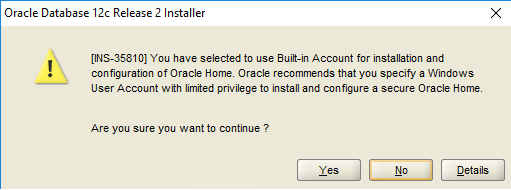 Oracle Database 12c Release 2 Installer
[INS-35810] You have selected to use Built-in Account for installation and
configuration of Oracle Home. Oracle recommends that you specify a Windows
User Account with limited privilege to install and configure a secure Oracle Home.
Are you sure you want to continue ?
Yes No Details